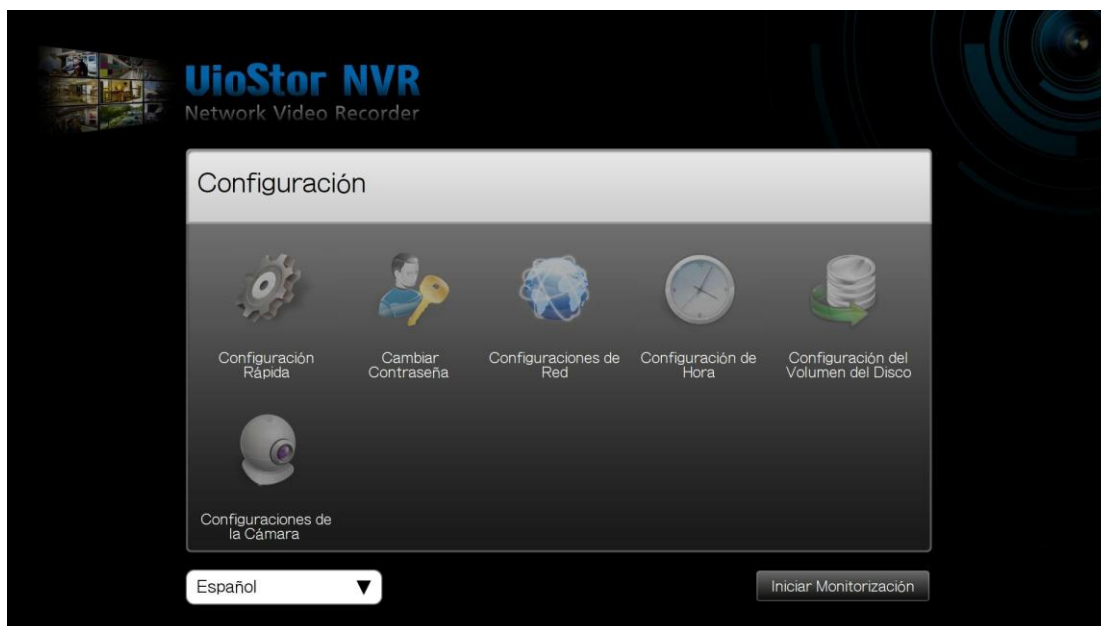 VioStor NVR
Network Video Recorder
Configuración
Configuración
Rápida
Cambiar
Contraseña
Configuraciones de
Red
Configuración de
Hora
Configuración del
Volumen del Disco
Configuraciones de
la Cámara
Español
Iniciar Monitorización